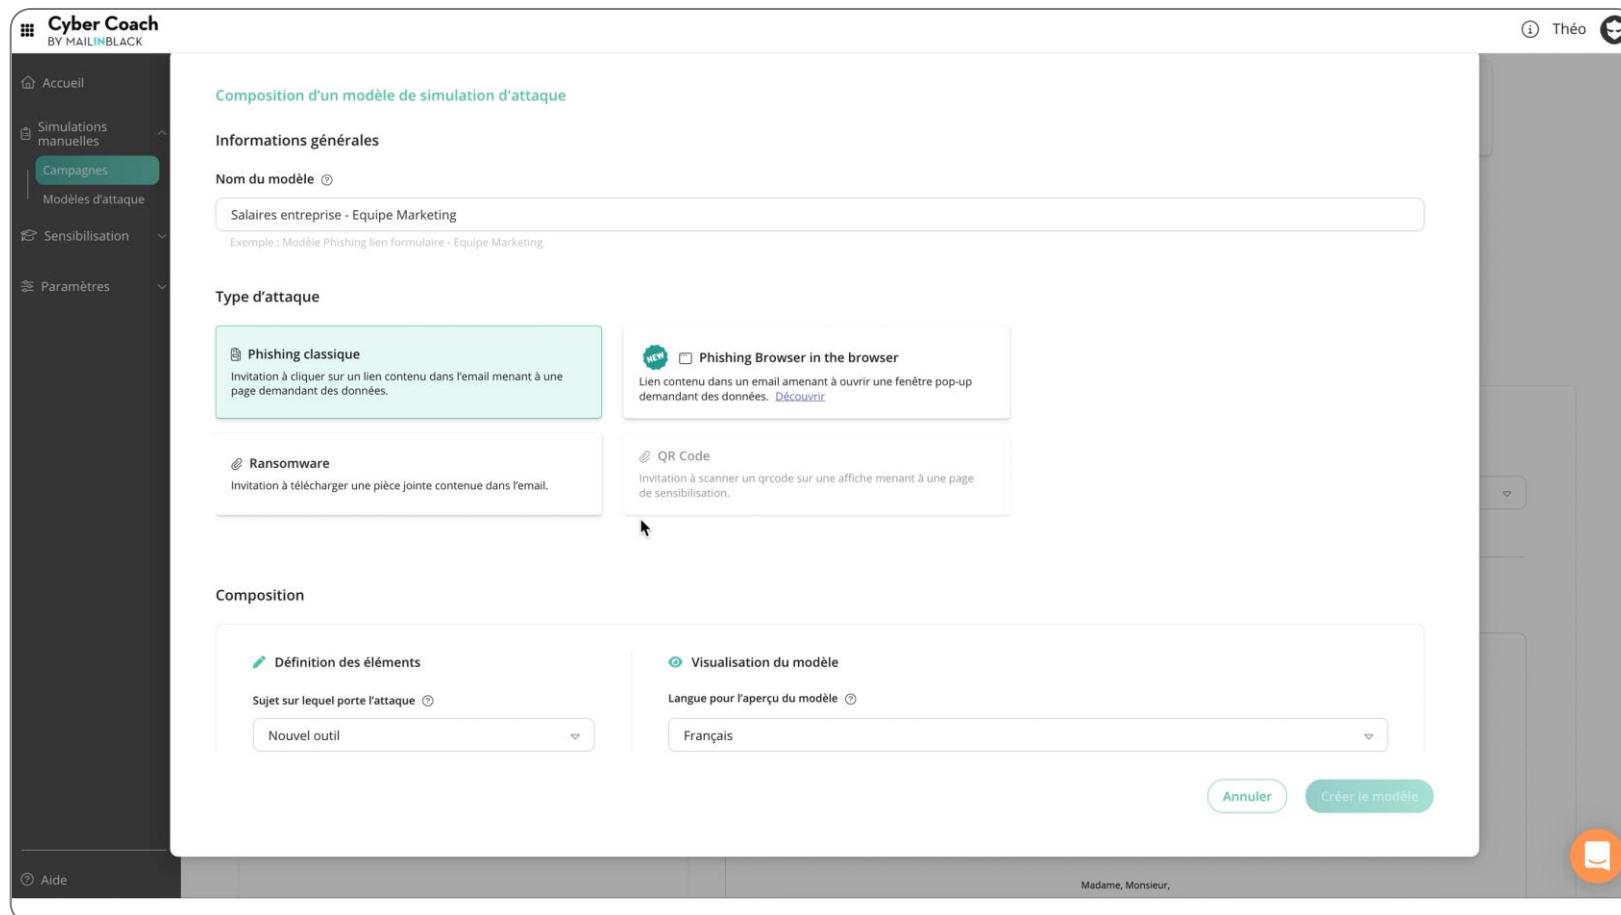 Cyber Coach
BY MAILINBLACK
Théo
Accueil
Simulations
manuelles
Campagnes
Modèles d'attaque
Sensibilisation
Paramètres
Aide
Composition d’un modèle de simulation d'attaque
Informations générales
Nom du modèle
Salaires entreprise - Equipe Marketing
Exemple : Modèle Phishing lien formulaire - Equipe Marketing
Type d’attaque
Phishing classique
Invitation à cliquer sur un lien contenu dans l’email menant à une
page demandant des données.
NEW
Phishing Browser in the browser
Lien contenu dans un email amenant à ouvrir une fenêtre pop-up
demandant des données. Découvrir
Ransomware
Invitation à télécharger une pièce jointe contenue dans l’email.
QR Code
Invitation à scanner un qrcode sur une affiche menant à une page
de sensibilisation.
Composition
Définition des éléments
Sujet sur lequel porte l’attaque
Nouvel outil
Visualisation du modèle
Langue pour l’aperçu du modèle
Français
Annuler
Créer le modèle
Madame, Monsieur,